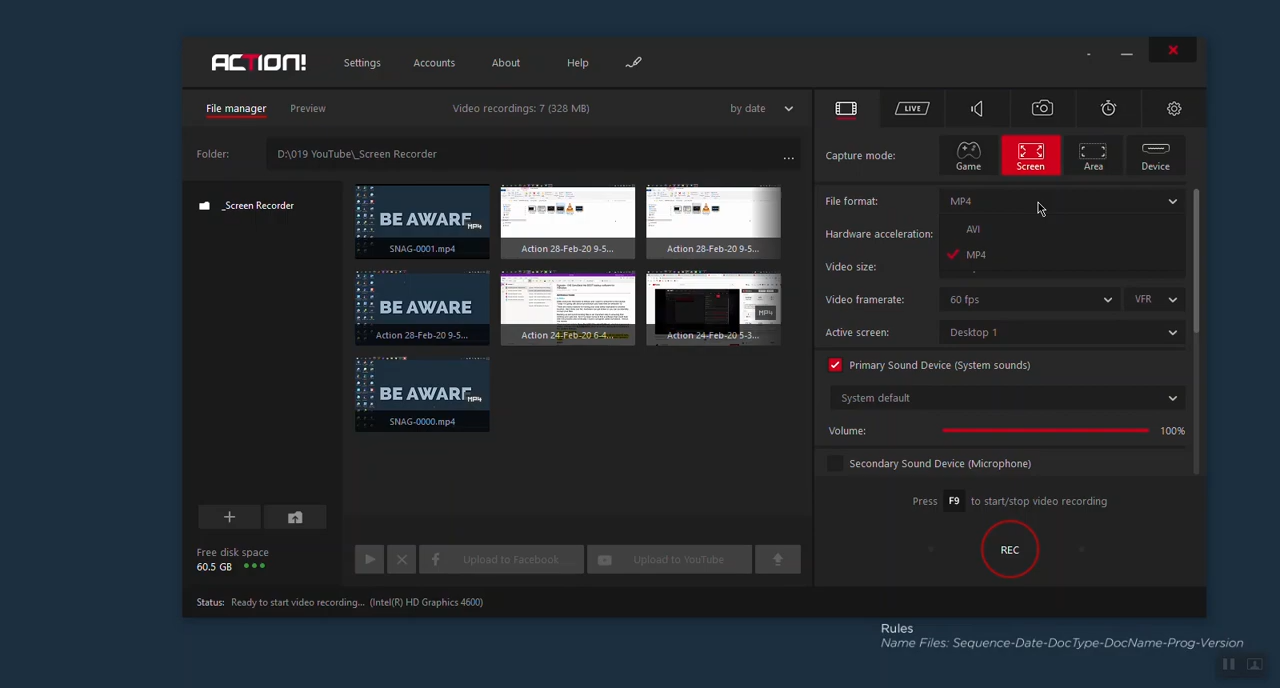 ACTION!
Settings
Accounts
About
Help
File manager
Preview
Video recordings: 7 (328 MB)
by date
LIVE
Folder:
D:\019 YouTube\_Screen Recorder
...
Capture mode:
Game
Screen
Area
Device
_Screen Recorder
BE AWARE
MP4
SNAG-0001.mp4
Action 28-Feb-20 9-5...
Action 28-Feb-20 9-5...
BE AWARE
Action 28-Feb-20 9-5...
Action 24-Feb-20 6-4...
MP4
Action 24-Feb-20 5-3...
BE AWARE
MP4
SNAG-0000.mp4
File format:
MP4
AVI
MP4
Hardware acceleration:
Video size:
Video framerate:
60 fps
VFR
Active screen:
Desktop 1
Primary Sound Device (System sounds)
System default
Volume:
100%
Secondary Sound Device (Microphone)
Press F9 to start/stop video recording
REC
Free disk space
60.5 GB
Upload to Facebook
Upload to YouTube
Status: Ready to start video recording... (Intel(R) HD Graphics 4600)
Rules
Name Files: Sequence-Date-DocType-DocName-Prog-Version